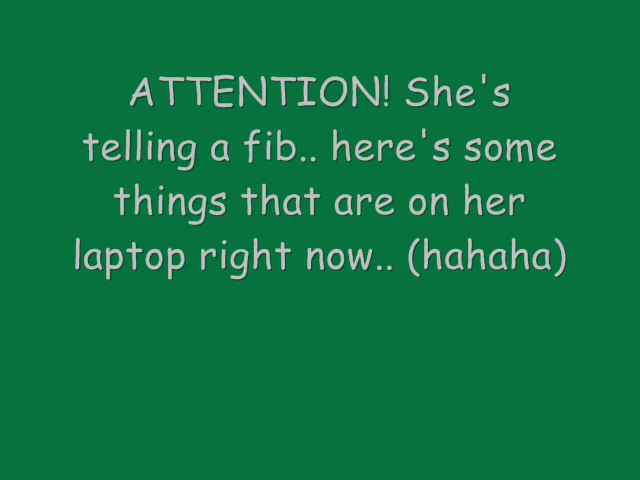 ATTENTION! She's
telling a fib.. here's some
things that are on her
laptop right now.. (hahaha)